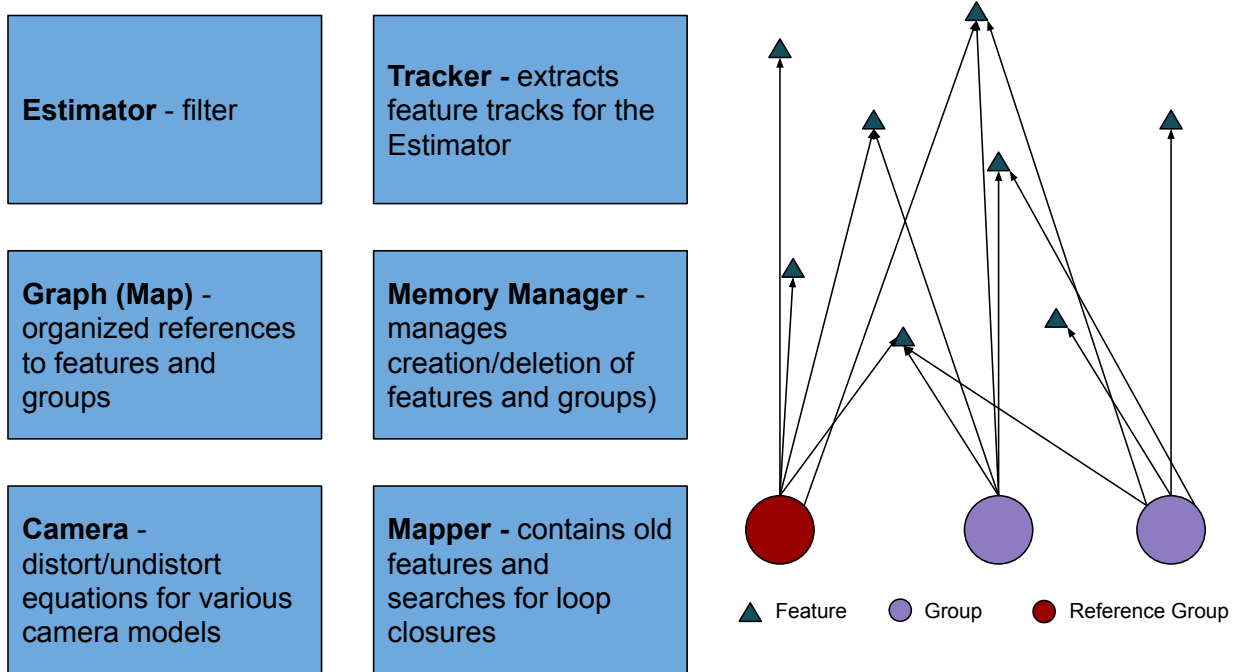 Estimator - filter
Tracker - extracts
feature tracks for the
Estimator
Graph (Map) -
organized references
to features and
groups
Memory Manager -
manages
creation/deletion of
features and groups)
Camera -
distort/undistort
equations for various
camera models
Mapper - contains old
features and
searches for loop
closures
Feature
Group
Reference Group